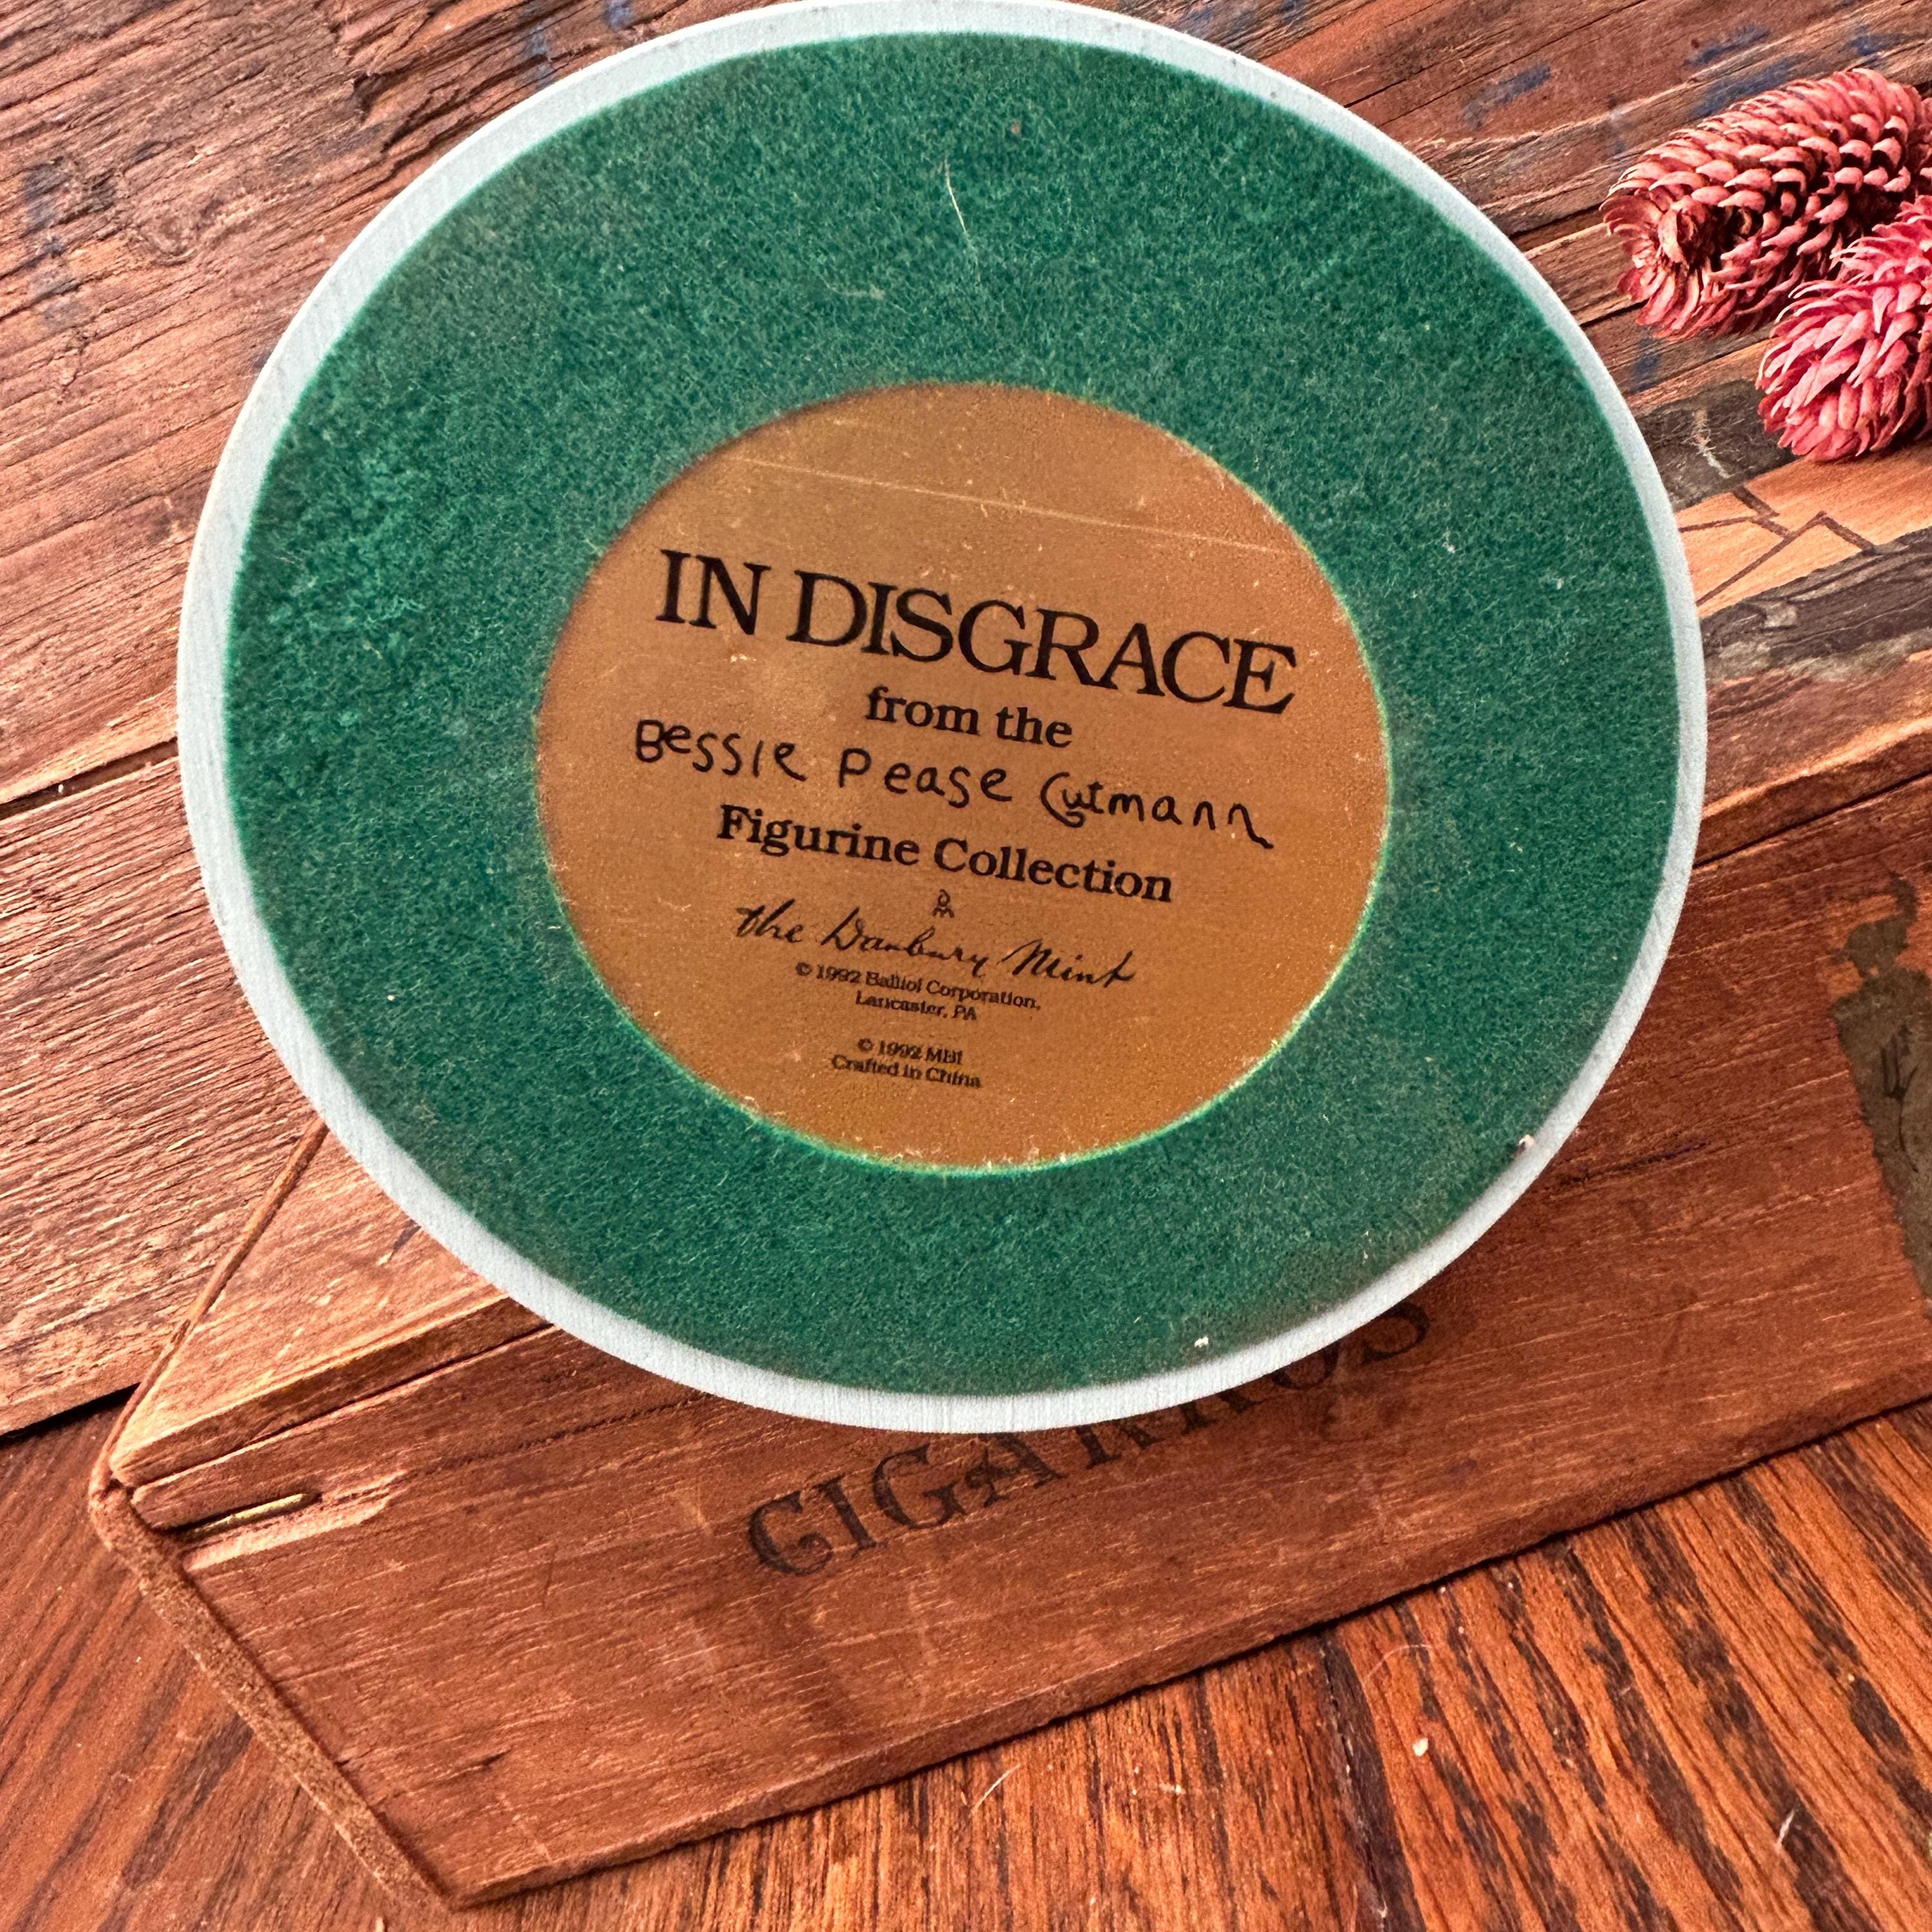 IN DISGRACE
from the
Bessie Pease Gutmann
Figurine Collection
DM
the Danbury Mint
© 1992 Balliol Corporation,
Lancaster, PA
© 1992 MBI
Crafted in China
CIGARROS